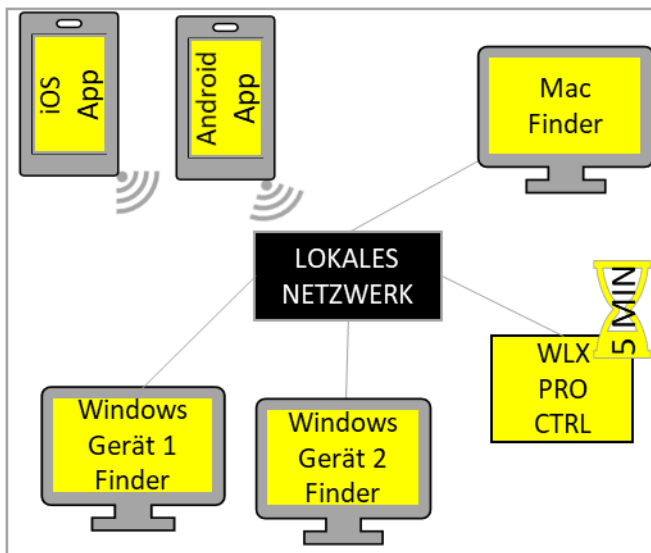 iOS
App
Android
App
Mac
Finder
LOKALES
NETZWERK
5 MIN
WLX
PRO
CTRL
Windows
Gerät 1
Finder
Windows
Gerät 2
Finder